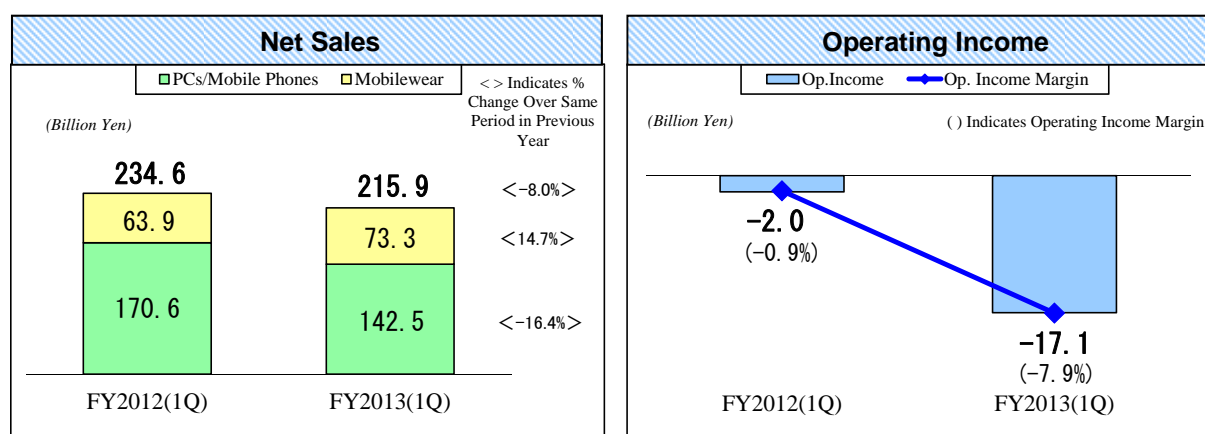 Net Sales
PCs/Mobile Phones Mobilewear
< > Indicates %
Change Over Same
Period in Previous
Year
(Billion Yen)
234.6
215.9
<-8.0%>
63.9
73.3
<14.7%>
170.6
142.5
<-16.4%>
FY2012(1Q)
FY2013(1Q)
Operating Income
Op.Income Op. Income Margin
(Billion Yen)
( ) Indicates Operating Income Margin
-2.0
(-0.9%)
-17.1
(-7.9%)
FY2012(1Q)
FY2013(1Q)